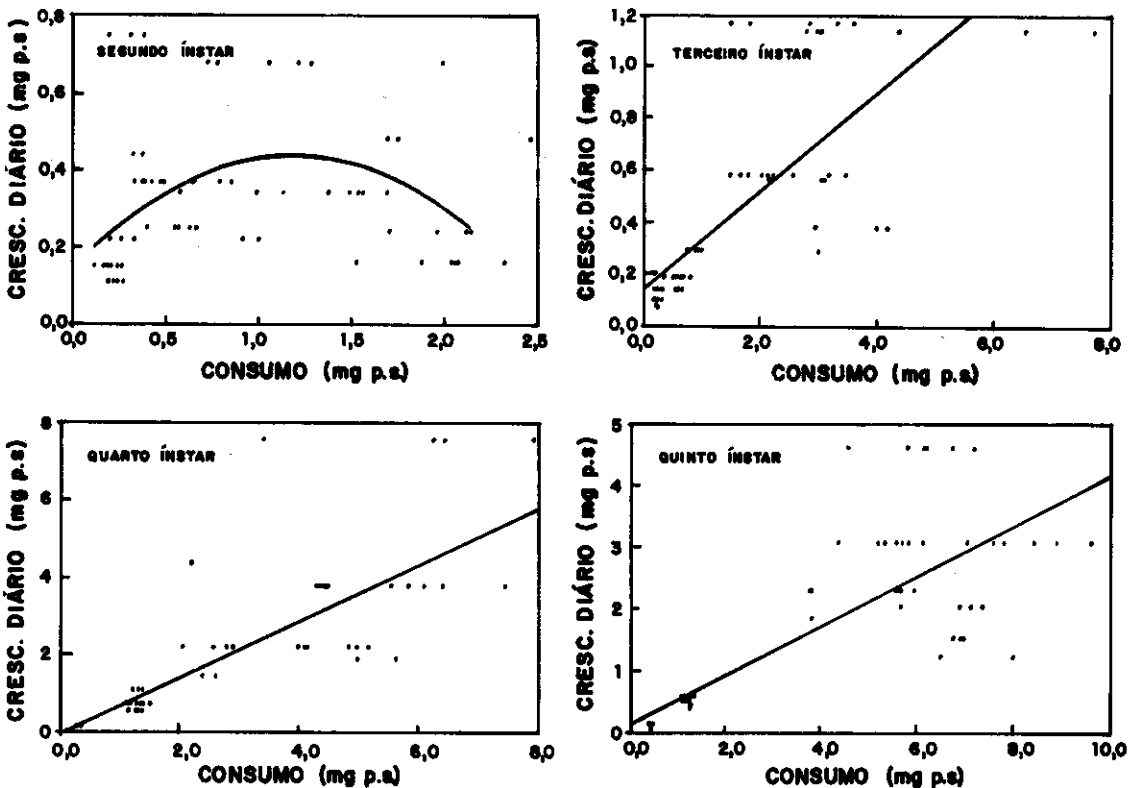 CRESC. DIÁRIO (mg p.s)
0,8
0,6
0,4
0,2
0,0
SEGUNDO ÍNSTAR
0,0 0,5 1,0 1,5 2,0 2,5
CONSUMO (mg p.s.)
CRESC. DIÁRIO (mg p.s)
1,2
1,0
0,8
0,6
0,4
0,2
0,0
TERCEIRO ÍNSTAR
0,0 2,0 4,0 6,0 8,0
CONSUMO (mg p.s.)
CRESC. DIÁRIO (mg p.s)
8
6
4
2
0
QUARTO ÍNSTAR
0,0 2,0 4,0 6,0 8,0
CONSUMO (mg p.s)
CRESC. DIÁRIO (mg p.s)
5
4
3
2
1
0
QUINTO ÍNSTAR
0,0 2,0 4,0 6,0 8,0 10,0
CONSUMO (mg p.s)